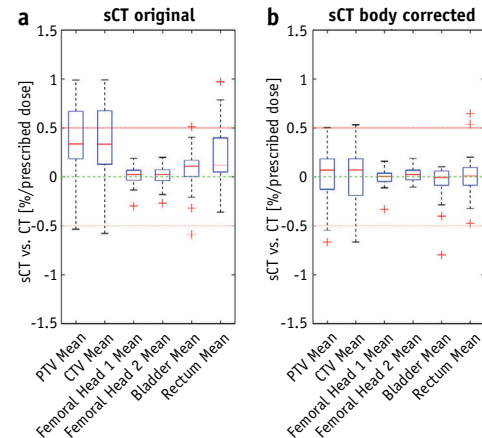 a sCT original
sCT vs. CT [%/prescribed dose]
1.5
1
0.5
0
-0.5
-1
-1.5
PTV Mean
CTV Mean
Femoral Head 1 Mean
Femoral Head 2 Mean
Bladder Mean
Rectum Mean
b sCT body corrected
sCT vs. CT [%/prescribed dose]
1.5
1
0.5
0
-0.5
-1
-1.5
PTV Mean
CTV Mean
Femoral Head 1 Mean
Femoral Head 2 Mean
Bladder Mean
Rectum Mean